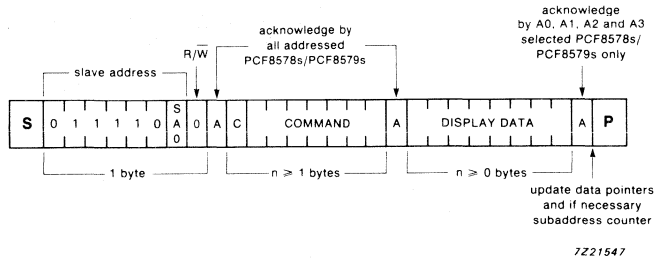 acknowledge
by A0, A1, A2 and A3
selected PCF8578s/
PCF8579s only
acknowledge by
all addressed
PCF8578s/PCF8579s
R/W̅
slave address
S 0 1 1 1 1 0 SA0 0 A C COMMAND A DISPLAY DATA A P
1 byte
n ⩾ 1 bytes
n ⩾ 0 bytes
update data pointers
and if necessary
subaddress counter
7Z21547